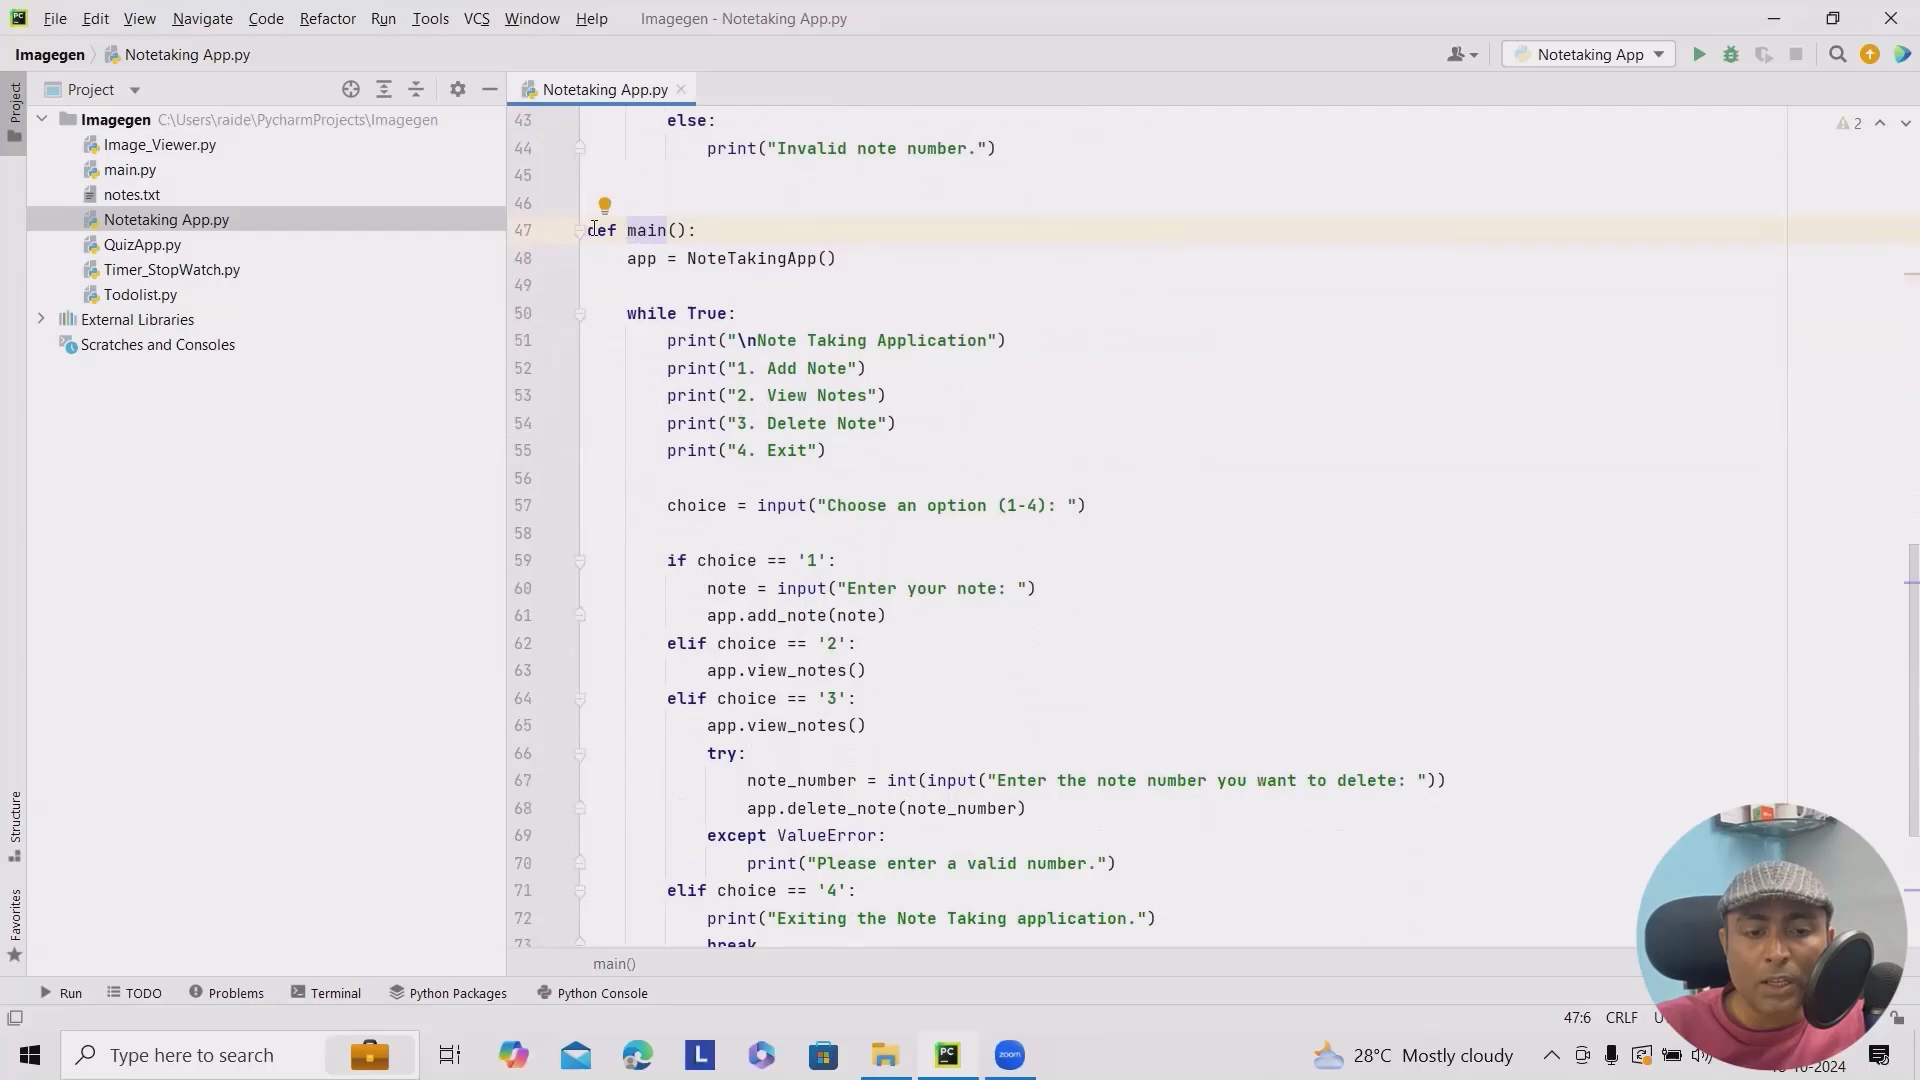 File Edit View Navigate Code Refactor Run Tools VCS Window Help Imagegen - Notetaking App.py
Imagegen Notetaking App.py Notetaking App
Project
Project
Structure
Favorites
Imagegen C:\Users\raide\PycharmProjects\Imagegen
Image_Viewer.py
main.py
notes.txt
Notetaking App.py
QuizApp.py
Timer_StopWatch.py
Todolist.py
External Libraries
Scratches and Consoles
Notetaking App.py
2
43 else:
44 print("Invalid note number.")
45
46
47 def main():
48 app = NoteTakingApp()
49
50 while True:
51 print("\nNote Taking Application")
52 print("1. Add Note")
53 print("2. View Notes")
54 print("3. Delete Note")
55 print("4. Exit")
56
57 choice = input("Choose an option (1-4): ")
58
59 if choice == '1':
60 note = input("Enter your note: ")
61 app.add_note(note)
62 elif choice == '2':
63 app.view_notes()
64 elif choice == '3':
65 app.view_notes()
66 try:
67 note_number = int(input("Enter the note number you want to delete: "))
68 app.delete_note(note_number)
69 except ValueError:
70 print("Please enter a valid number.")
71 elif choice == '4':
72 print("Exiting the Note Taking application.")
73 break
main()
Run TODO Problems Terminal Python Packages Python Console
47:6 CRLF
Type here to search
L
PC
zoom
28°C Mostly cloudy